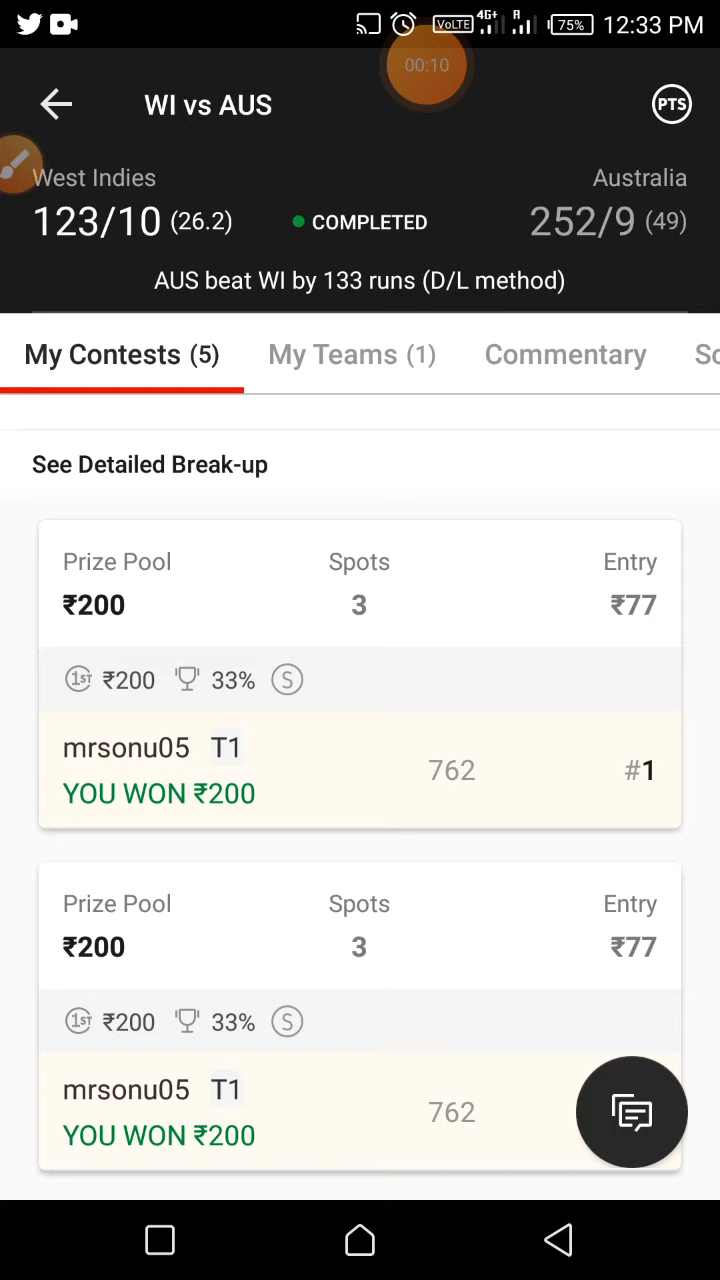 VoLTE 4G+ R 75% 12:33 PM
00:10
WI vs AUS PTS
West Indies Australia
123/10 (26.2) COMPLETED 252/9 (49)
AUS beat WI by 133 runs (D/L method)
My Contests (5) My Teams (1) Commentary Sc
See Detailed Break-up
Prize Pool Spots Entry
₹200 3 ₹77
1ST ₹200 33% S
mrsonu05 T1 762 #1
YOU WON ₹200
Prize Pool Spots Entry
₹200 3 ₹77
1ST ₹200 33% S
mrsonu05 T1 762
YOU WON ₹200